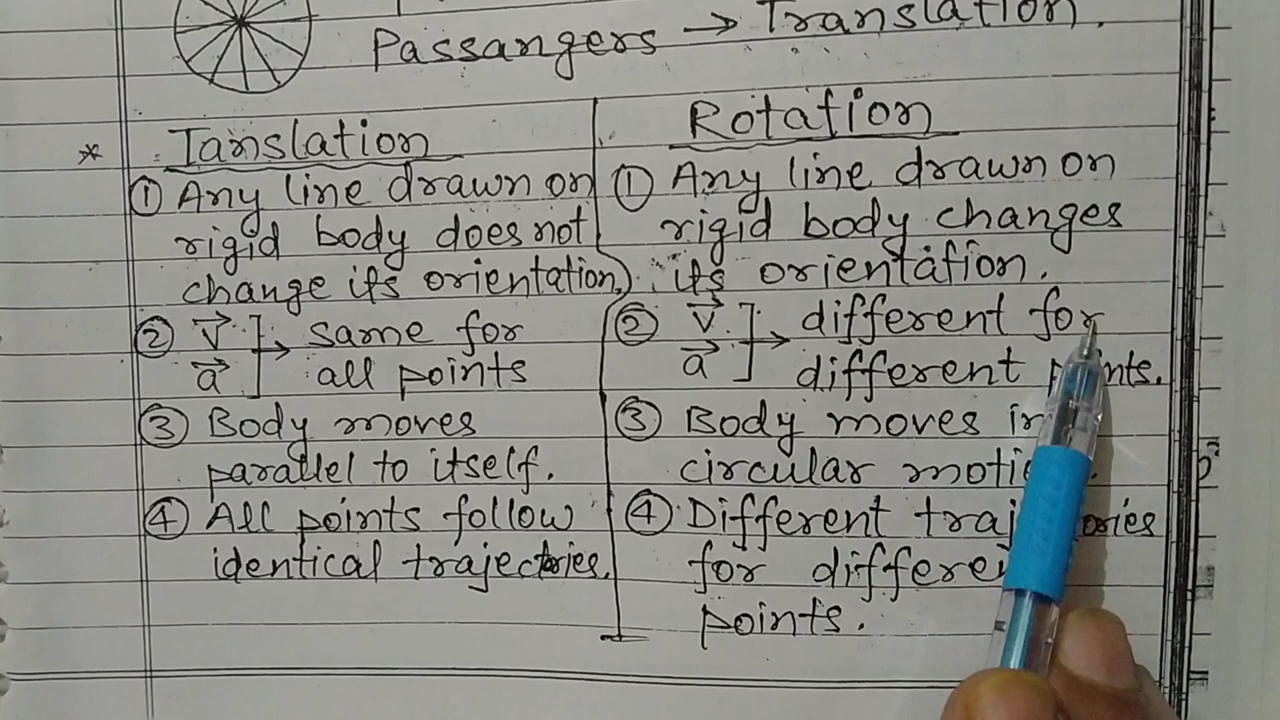 Passangers → Translation.
* Tanslation
① Any line drawn on
rigid body does not
change its orientation.
② v⃗ a⃗ ] → same for
all points
③ Body moves
parallel to itself.
④ All points follow
identical trajectories.
Rotation
① Any line drawn on
rigid body changes
its orientation.
② v⃗ a⃗ ] → different for
different
③ Body moves in
circular
④ Different
for
points.